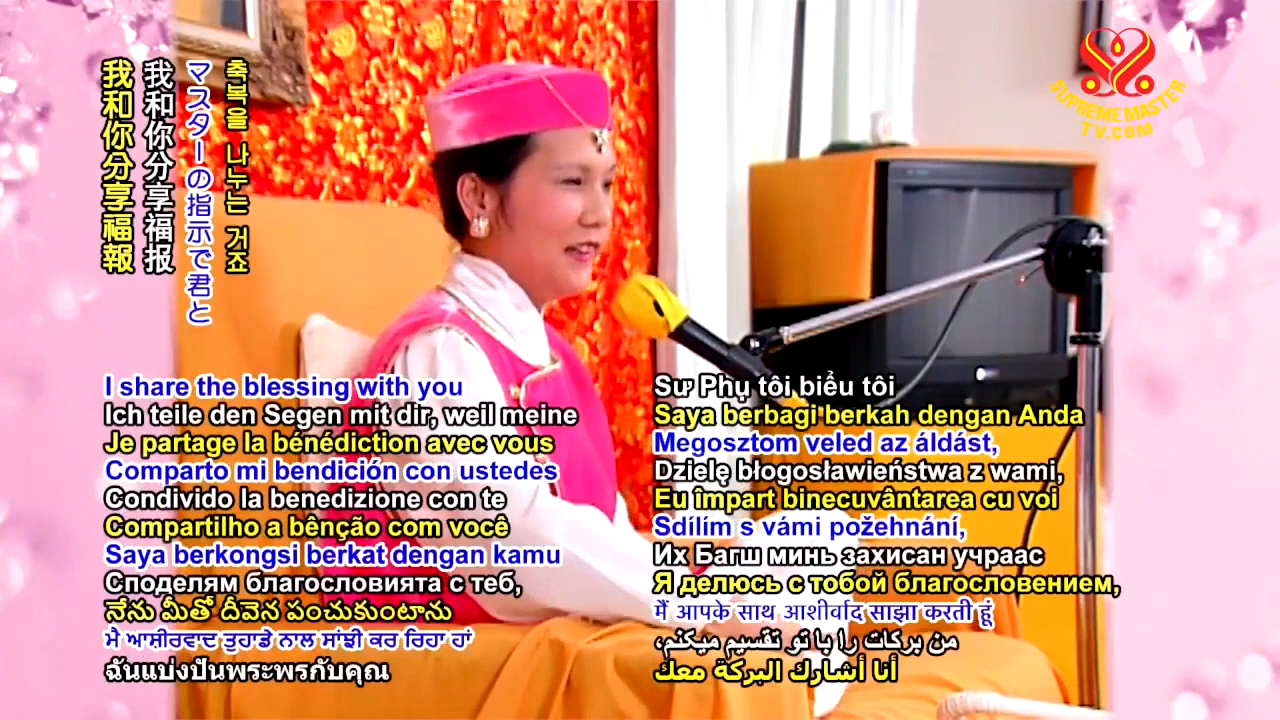 축복을 나누는 거죠
マスターの指示で君と
我和你分享福报
我和你分享福報
SUPREME MASTER
TV.COM
I share the blessing with you
Ich teile den Segen mit dir, weil meine
Je partage la bénédiction avec vous
Comparto mi bendición con ustedes
Condivido la benedizione con te
Compartilho a bênção com você
Saya berkongsi berkat dengan kamu
Споделям благословията с теб,
నేను మీతో దీవెన పంచుకుంటాను
ਮੈ ਆਸ਼ੀਰਵਾਦ ਤੁਹਾਡੇ ਨਾਲ ਸਾਂਝੀ ਕਰ ਰਿਹਾ ਹਾਂ
ฉันแบ่งปันพระพรกับคุณ
Sư Phụ tôi biểu tôi
Saya berbagi berkah dengan Anda
Megosztom veled az áldást,
Dzielę błogosławieństwa z wami,
Eu împart binecuvântarea cu voi
Sdílím s vámi požehnání,
Их Багш минь захисан учраас
Я делюсь с тобой благословением,
मैं आपके साथ आशीर्वाद साझा करती हूं
من بركات را با تو تقسیم میکنم،
أنا أشارك البركة معك